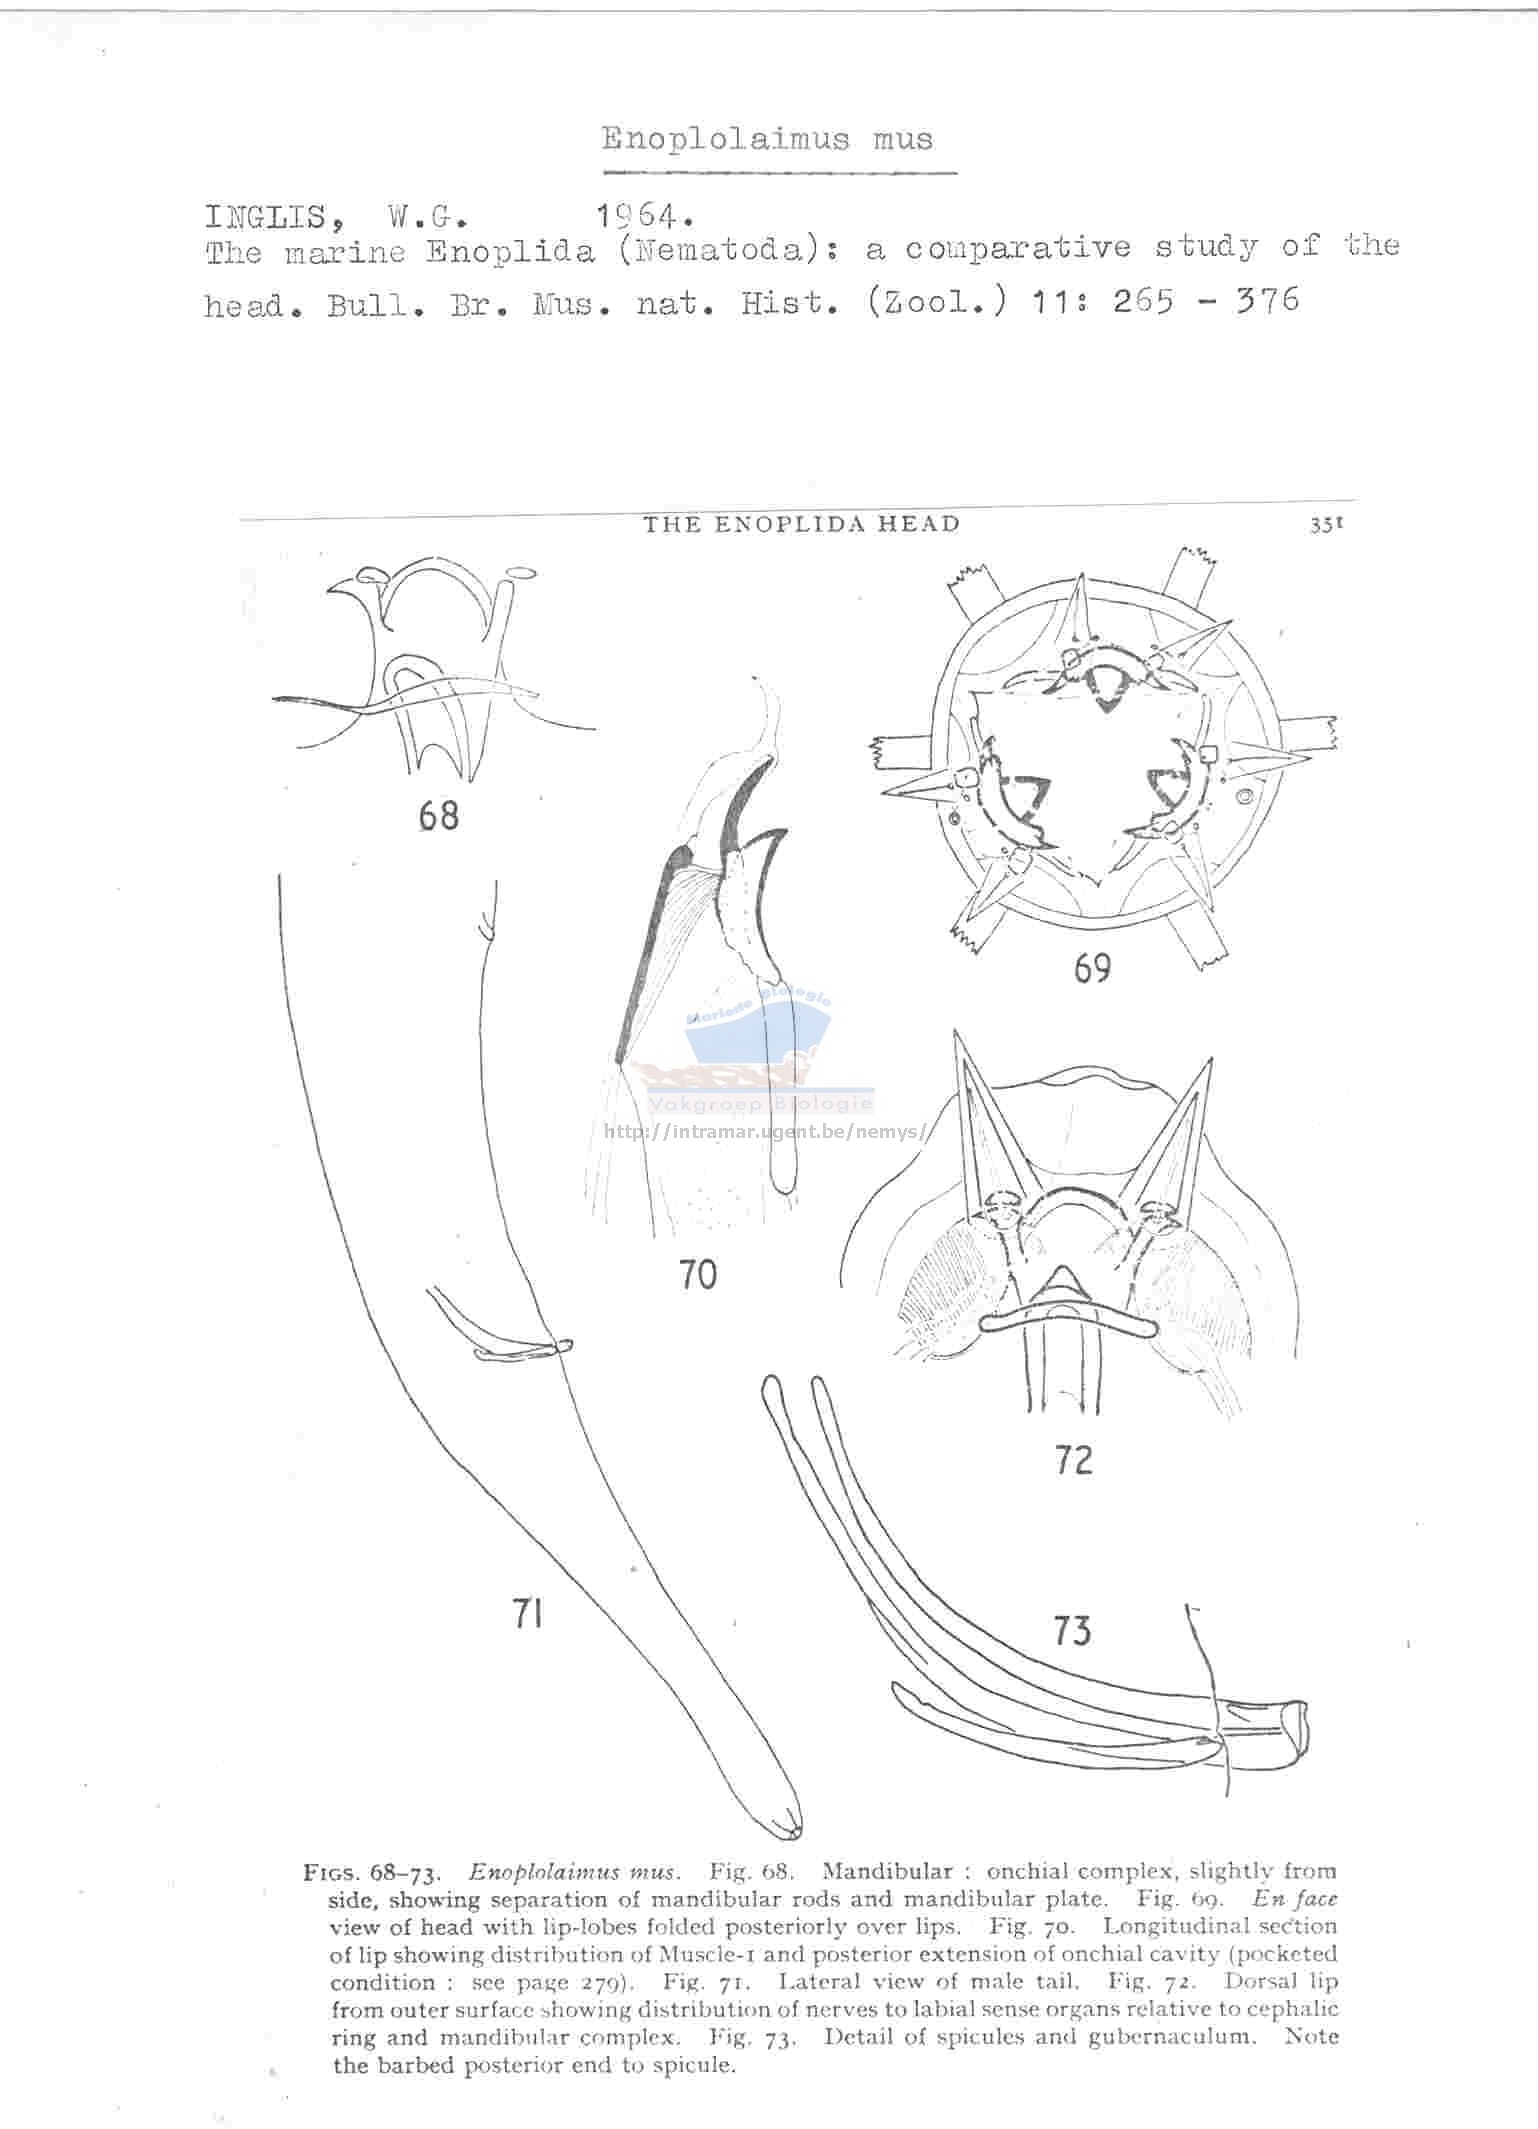 Enoplolaimus mus
INGLIS, W.G. 1964.
The marine Enoplida (Nematoda): a comparative study of the
head. Bull. Br. Mus. nat. Hist. (Zool.) 11: 265 - 376
THE ENOPLIDA HEAD 351
68
69
Mariene Biologie
Vakgroep Biologie
http://intramar.ugent.be/nemys/
70
72
71
73
FIGS. 68–73. Enoplolaimus mus. Fig. 68. Mandibular : onchial complex, slightly from
side, showing separation of mandibular rods and mandibular plate. Fig. 69. En face
view of head with lip-lobes folded posteriorly over lips. Fig. 70. Longitudinal section
of lip showing distribution of Muscle-1 and posterior extension of onchial cavity (pocketed
condition : see page 279). Fig. 71. Lateral view of male tail. Fig. 72. Dorsal lip
from outer surface showing distribution of nerves to labial sense organs relative to cephalic
ring and mandibular complex. Fig. 73. Detail of spicules and gubernaculum. Note
the barbed posterior end to spicule.